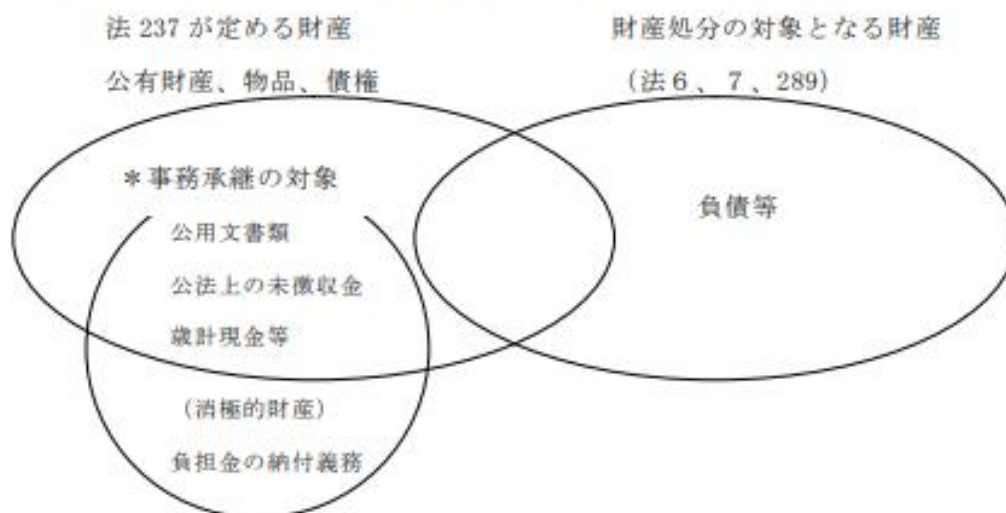 法 237 が定める財産
財産処分の対象となる財産
公有財産、物品、債権
(法6、7、289)
*事務承継の対象
負債等
公用文書類
公法上の未徴収金
歳計現金等
(消極的財産)
負担金の納付義務